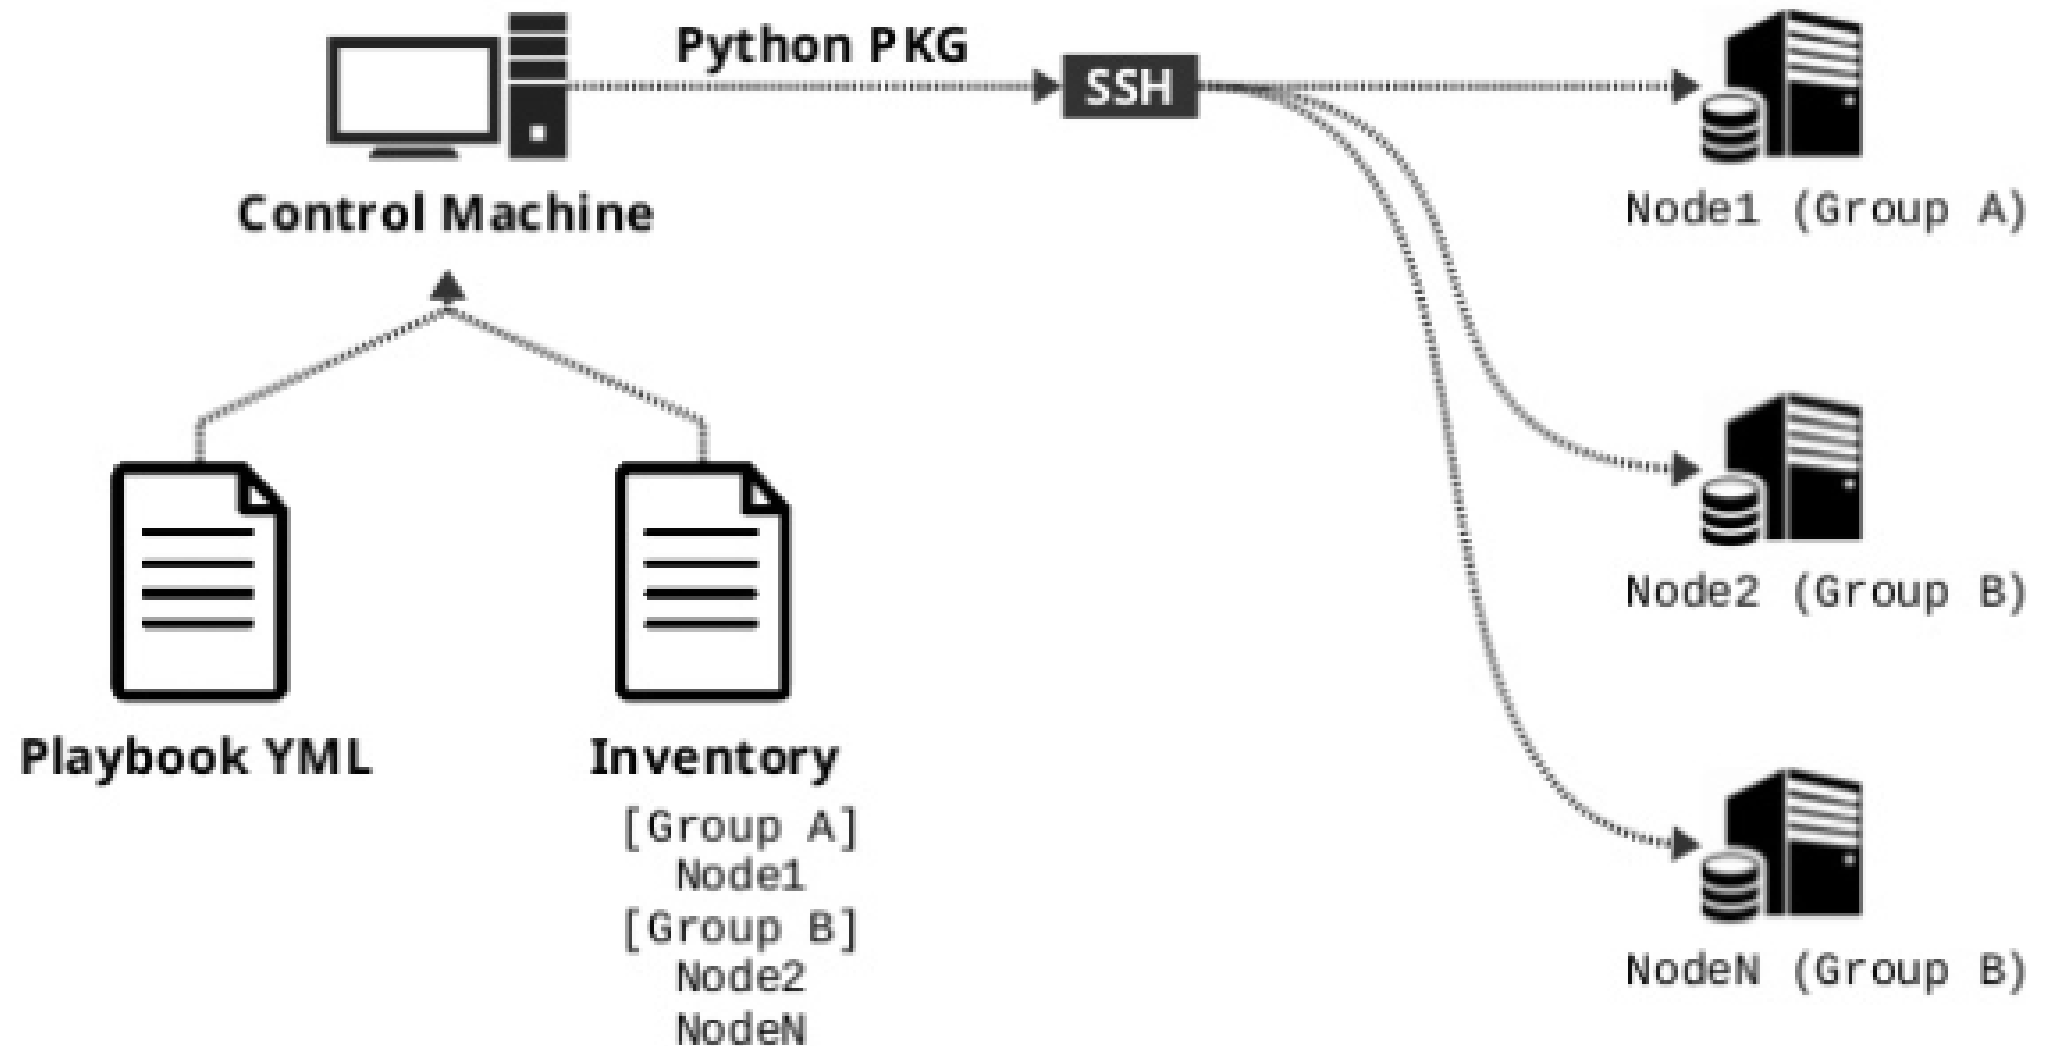 Python PKG
SSH
Control Machine
Node1 (Group A)
Node2 (Group B)
Playbook YML
Inventory
[Group A]
Node1
[Group B]
Node2
NodeN
NodeN (Group B)